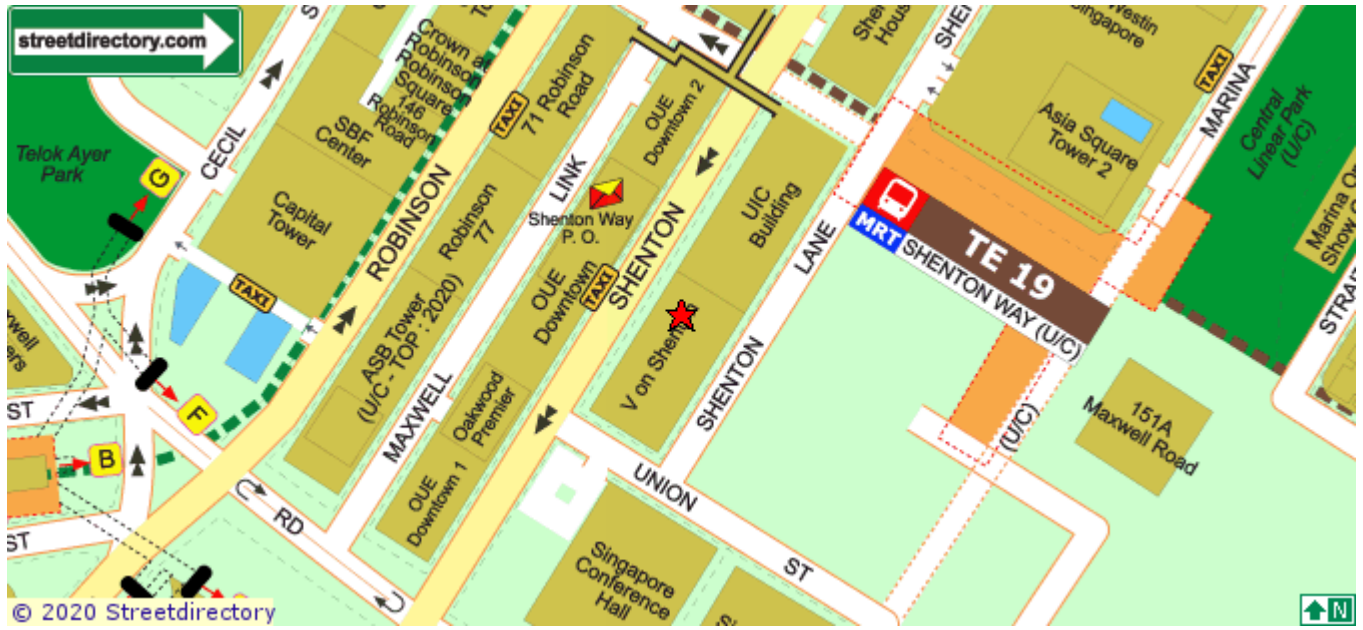 streetdirectory.com
Crown at
Robinson
Robinson
Square
146
Robinson
Road
SBF
Center
Capital
Tower
CECIL
Telok Ayer
Park
G
TAXI
ROBINSON
TAXI
71 Robinson
Road
Robinson
77
ASB Tower
(U/C - TOP : 2020)
LINK
MAXWELL
OUE
Downtown 2
Shenton Way
P. O.
OUE
Downtown
TAXI
Oakwood
Premier
OUE
Downtown 1
SHENTON
UIC
Building
V on Shenton
LANE
SHENTON
Westin
Singapore
TAXI
MARINA
Asia Square
Tower 2
Central
Linear Park
(U/C)
MRT
TE 19
SHENTON WAY (U/C)
(U/C)
151A
Maxwell Road
UNION
ST
Singapore
Conference
Hall
F
B
ST
ST
RD
N
© 2020 Streetdirectory